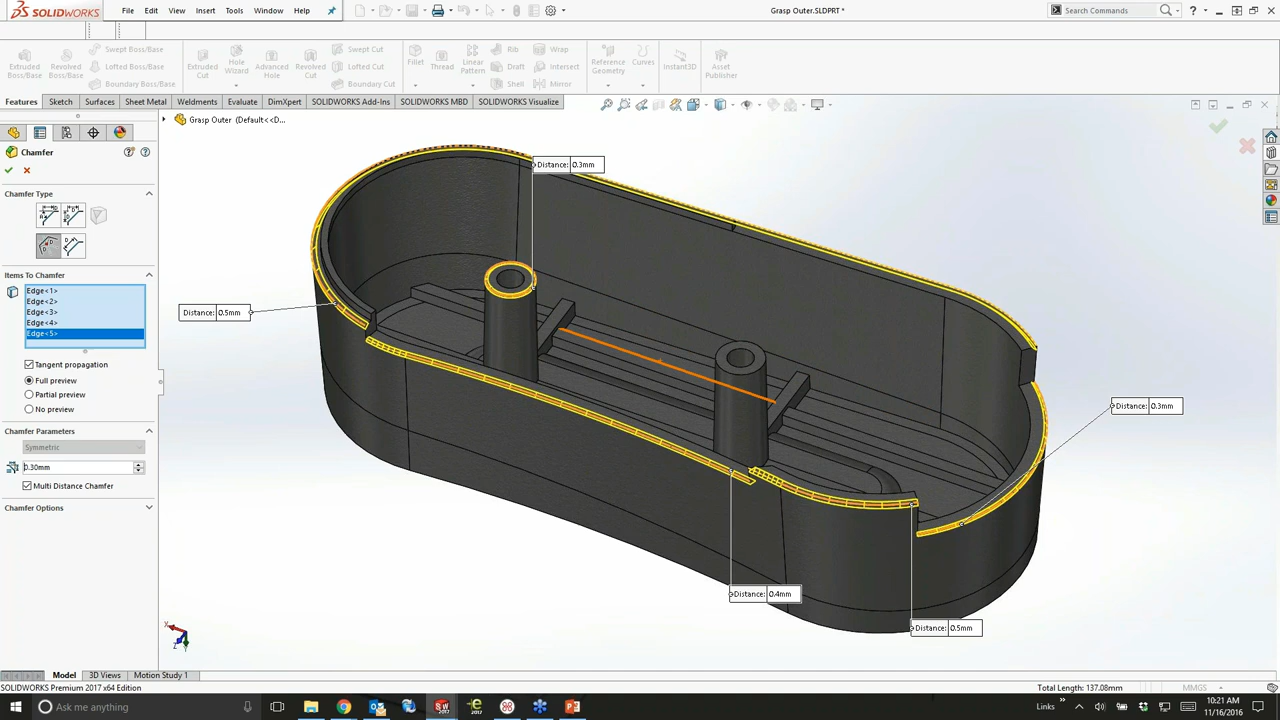 SOLIDWORKS
File Edit View Insert Tools Window Help
Grasp Outer.SLDPRT *
Search Commands
Extruded Boss/Base
Revolved Boss/Base
Swept Boss/Base
Lofted Boss/Base
Boundary Boss/Base
Extruded Cut
Hole Wizard
Advanced Hole
Revolved Cut
Swept Cut
Lofted Cut
Boundary Cut
Fillet
Thread
Linear Pattern
Rib
Draft
Shell
Wrap
Intersect
Mirror
Reference Geometry
Curves
Instant3D
Asset Publisher
Features Sketch Surfaces Sheet Metal Weldments Evaluate DimXpert SOLIDWORKS Add-Ins SOLIDWORKS MBD SOLIDWORKS Visualize
Grasp Outer (Default<<D...
Chamfer
Chamfer Type
Items To Chamfer
Edge<1>
Edge<2>
Edge<3>
Edge<4>
Edge<5>
Tangent propagation
Full preview
Partial preview
No preview
Chamfer Parameters
Symmetric
0.30mm
Multi Distance Chamfer
Chamfer Options
Distance: 0.3mm
Distance: 0.5mm
Distance: 0.3mm
Distance: 0.4mm
Distance: 0.5mm
X
Z
Model 3D Views Motion Study 1
SOLIDWORKS Premium 2017 x64 Edition
Total Length: 137.08mm
MMGS
Ask me anything
Links
10:21 AM
11/16/2016